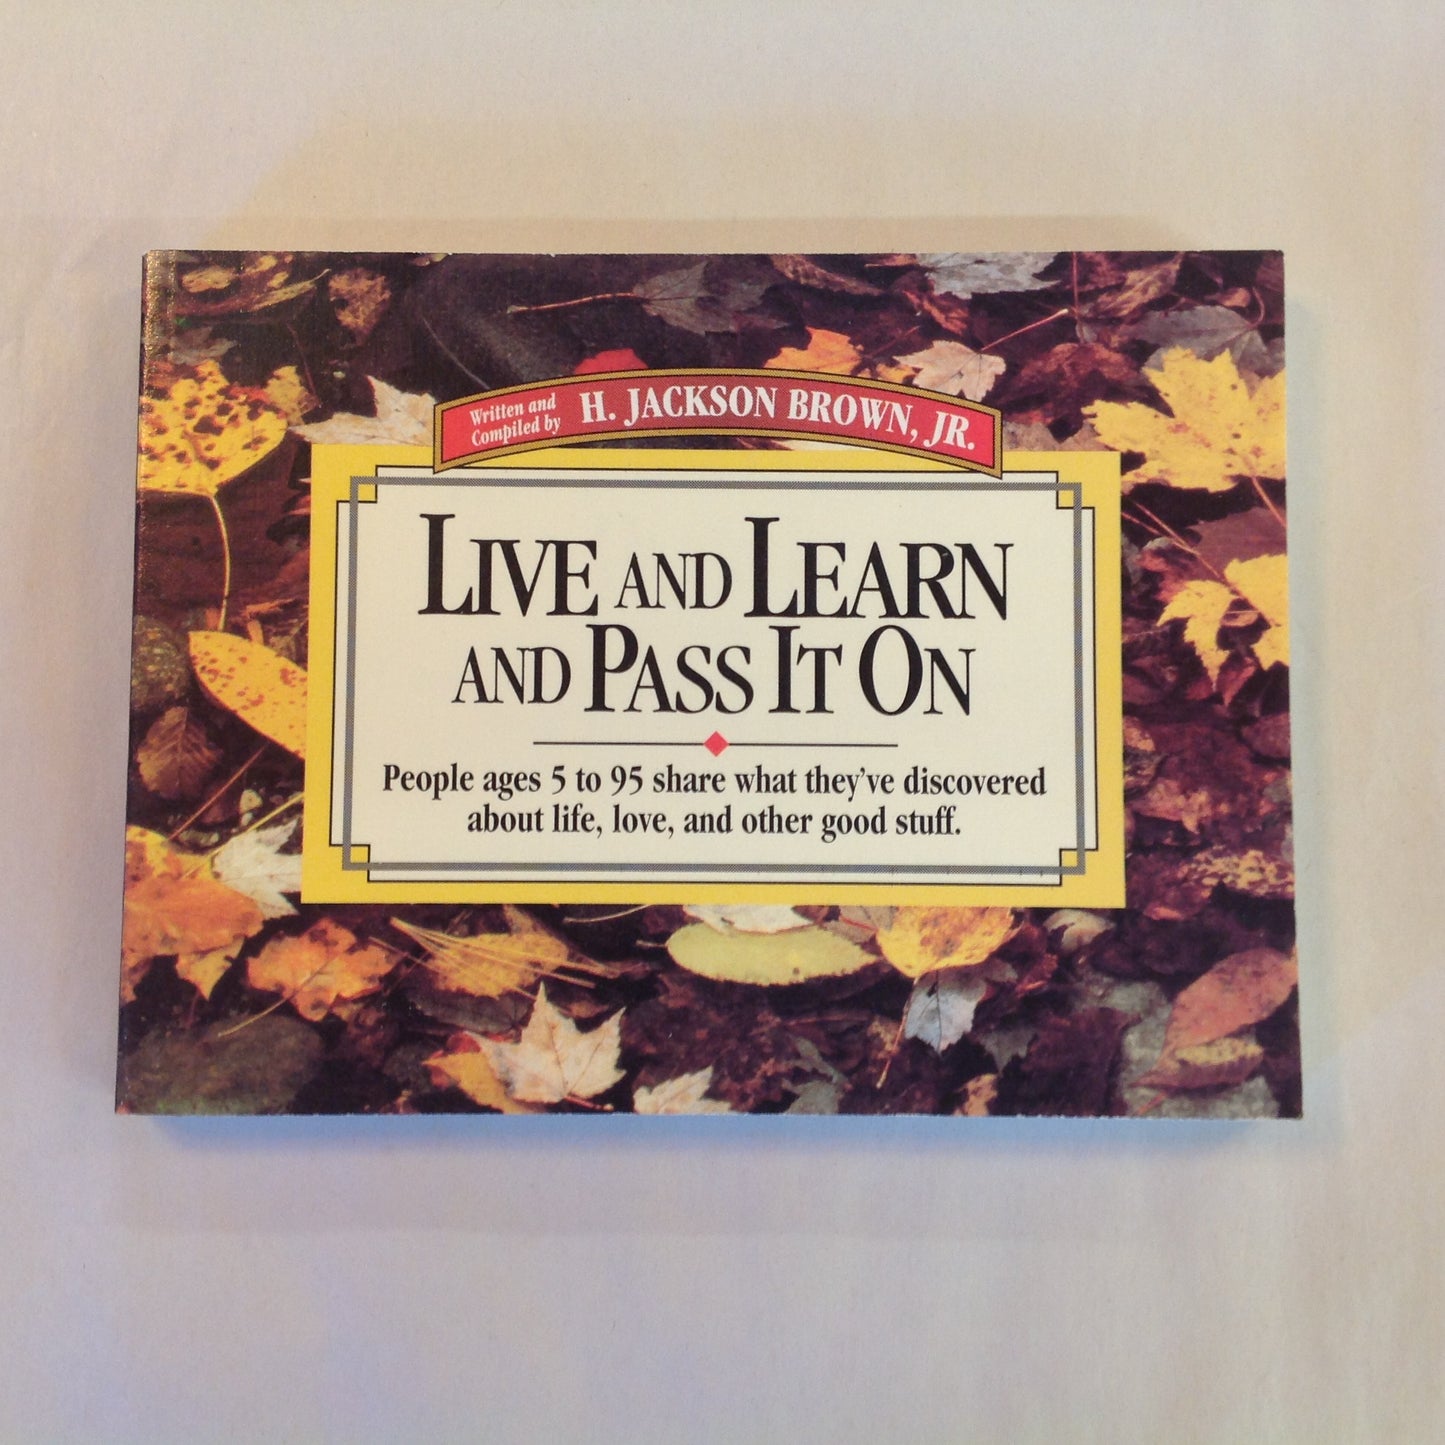 Written and
Compiled by
H. JACKSON BROWN, JR.
LIVE AND LEARN
AND PASS IT ON
People ages 5 to 95 share what they've discovered
about life, love, and other good stuff.